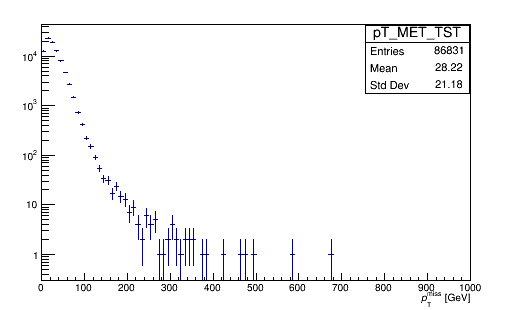 pT_MET_TST
Entries 86831
Mean 28.22
Std Dev 21.18
10^4
10^3
10^2
10
1
0 100 200 300 400 500 600 700 800 900 1000
p_T^miss [GeV]